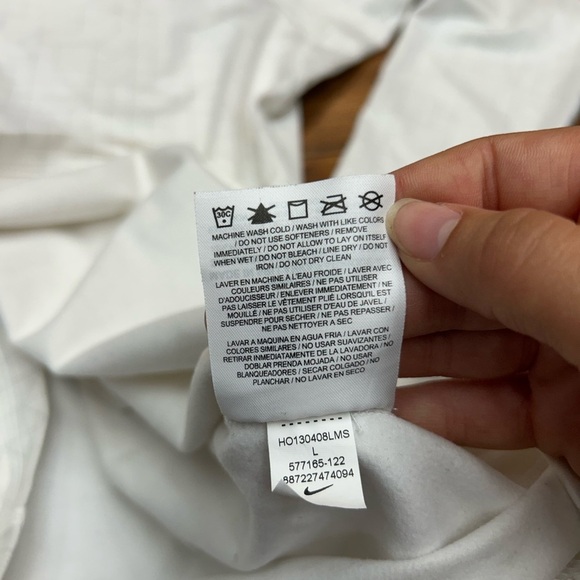 30C
MACHINE WASH COLD / WASH WITH LIKE COLORS
/ DO NOT USE SOFTENERS / REMOVE
IMMEDIATELY / DO NOT ALLOW TO LAY ON ITSELF
WHEN WET / DO NOT BLEACH / LINE DRY / DO NOT
IRON / DO NOT DRY CLEAN
LAVER EN MACHINE A L'EAU FROIDE / LAVER AVEC
COULEURS SIMILAIRES / NE PAS UTILISER
D'ADOUCISSEUR / ENLEVER IMMEDIATEMENT / NE
PAS LAISSER LE VÊTEMENT PLIÉ LORSQU'IL EST
MOUILLÉ / NE PAS UTILISER D'EAU DE JAVEL /
SUSPENDRE POUR SECHER / NE PAS REPASSER /
NE PAS NETTOYER A SEC
LAVAR A MAQUINA EN AGUA FRIA / LAVAR CON
COLORES SIMILARES / NO USAR SUAVIZANTES /
RETIRAR INMEDIATAMENTE DE LA LAVADORA / NO
DOBLAR PRENDA MOJADA / NO USAR
BLANQUEADORES / SECAR COLGADO / NO
PLANCHAR / NO LAVAR EN SECO
HO130408LMS
L
577165-122
887227474094